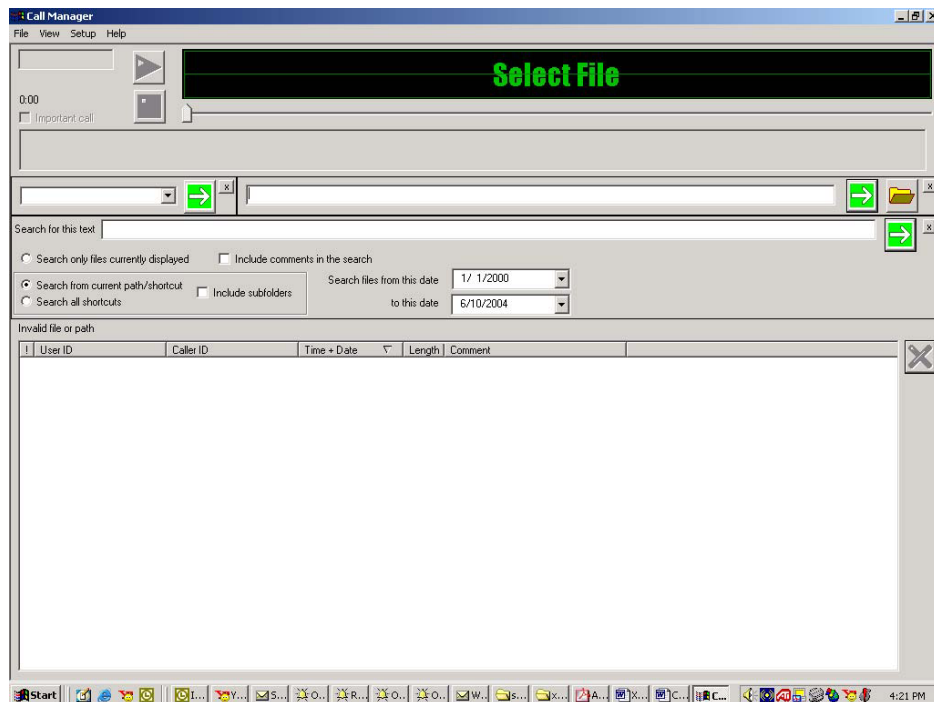 Call Manager
File View Setup Help
Select File
0:00
Important call
x
x
Search for this text
x
Search only files currently displayed Include comments in the search
Search from current path/shortcut Include subfolders Search files from this date 1/ 1/2000
Search all shortcuts to this date 6/10/2004
Invalid file or path
! User ID Caller ID Time + Date Length Comment
Start I... Y... S... O... R... O... O... W... s... x... A... X... C... C... 4:21 PM